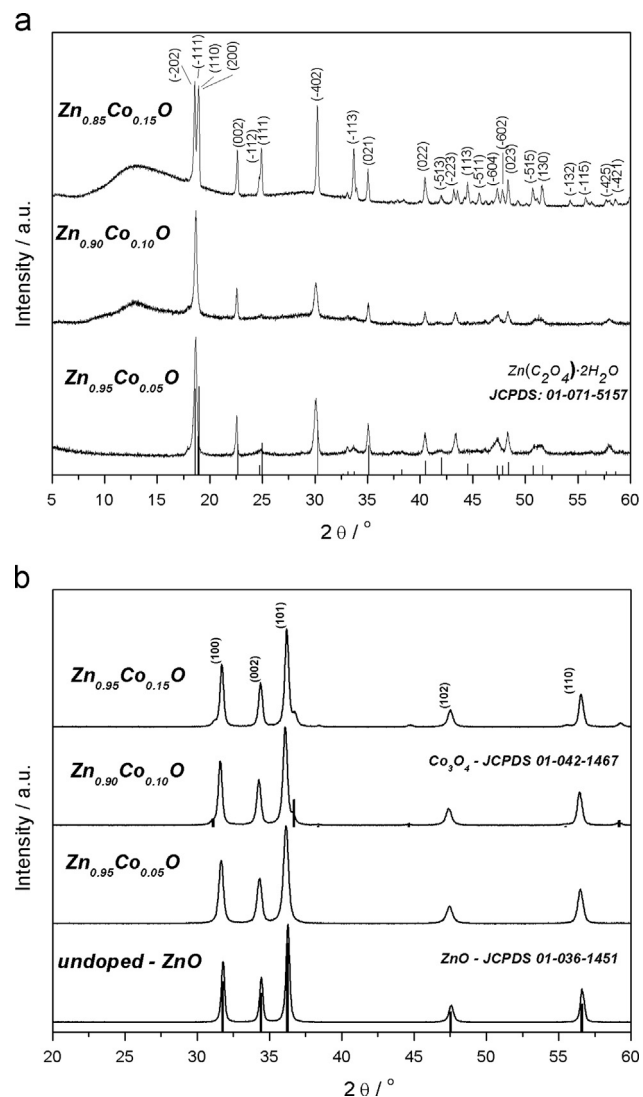 a
(-202)
(-111)
(110)
(200)
(002)
(-112)
(111)
(-402)
(-113)
(021)
(022)
(-513)
(-223)
(113)
(-511)
(-604)
(-602)
(023)
(-515)
(130)
(-132)
(-115)
(-425)
(-421)
Zn0.85Co0.15O
Zn0.90Co0.10O
Zn0.95Co0.05O
Zn(C2O4)·2H2O
JCPDS: 01-071-5157
Intensity / a.u.
5 10 15 20 25 30 35 40 45 50 55 60
2 θ / °
b
(100)
(002)
(101)
(102)
(110)
Zn0.95Co0.15O
Zn0.90Co0.10O
Co3O4 - JCPDS 01-042-1467
Zn0.95Co0.05O
undoped - ZnO
ZnO - JCPDS 01-036-1451
Intensity / a.u.
20 25 30 35 40 45 50 55 60
2 θ / °